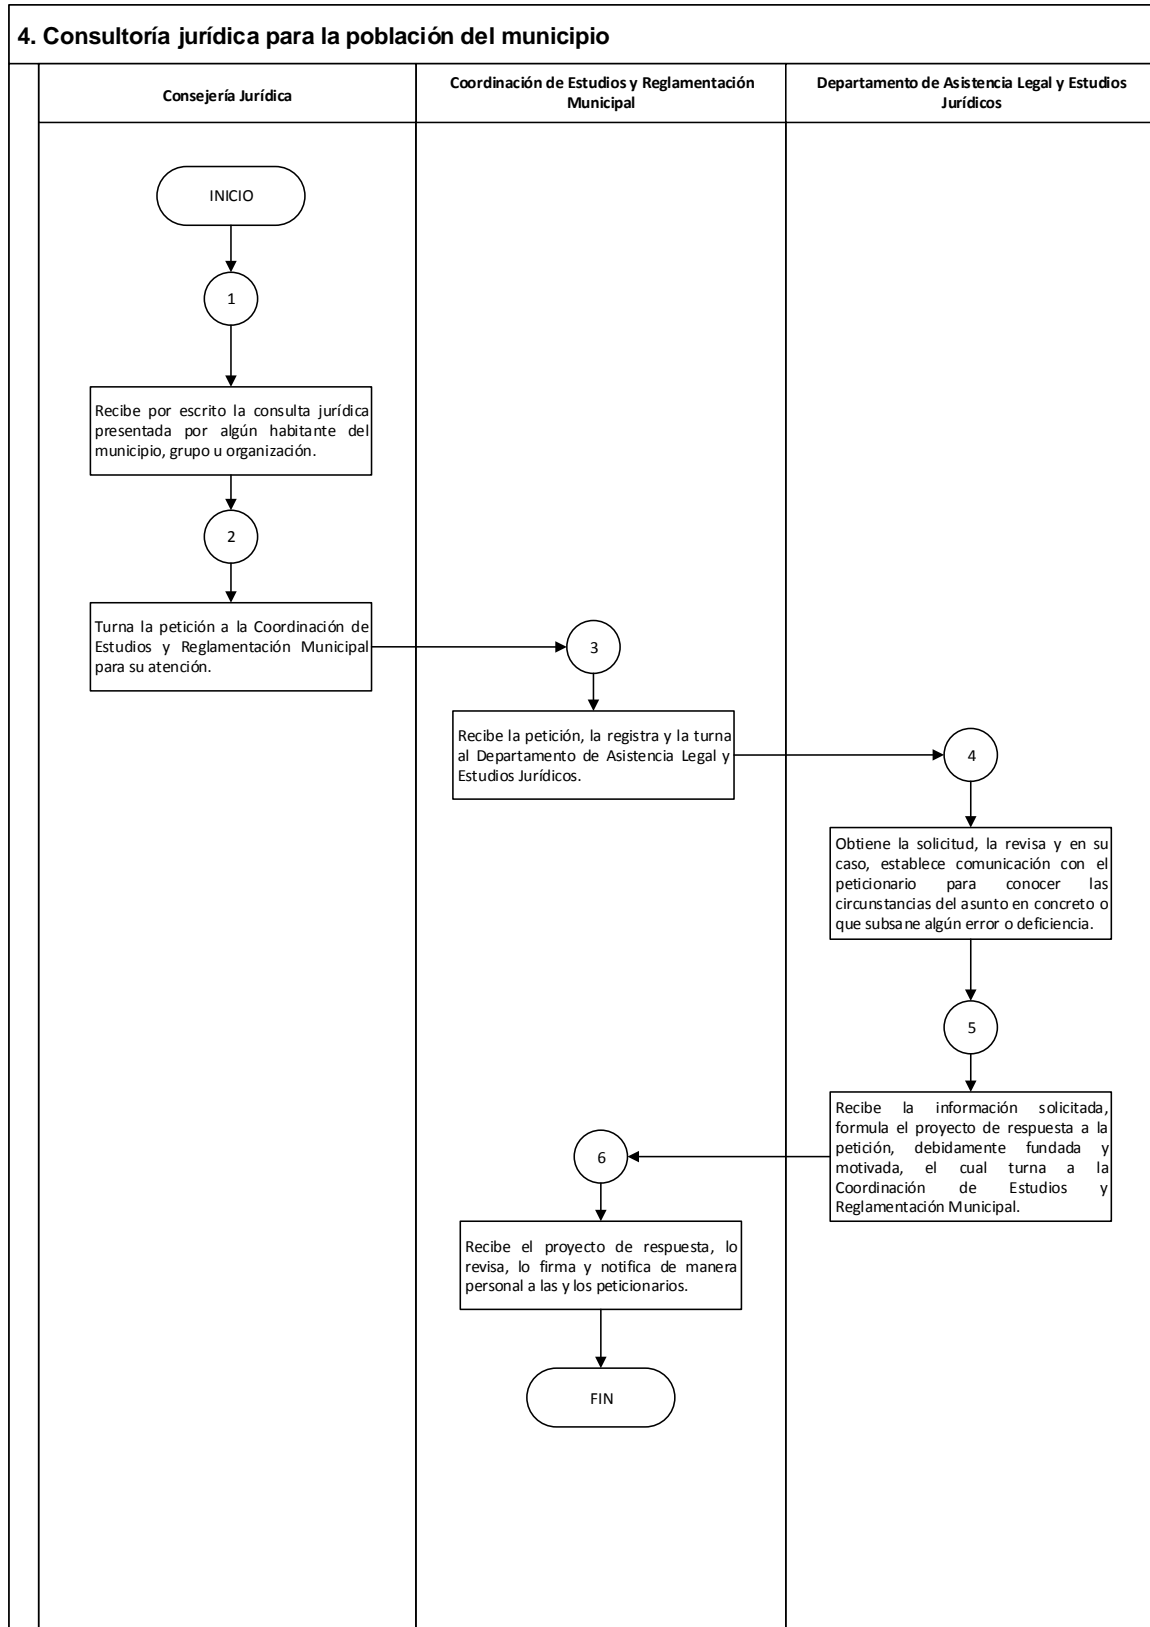 4. Consultoría jurídica para la población del municipio
Consejería Jurídica
Coordinación de Estudios y Reglamentación
Municipal
Departamento de Asistencia Legal y Estudios
Jurídicos
INICIO
1
Recibe por escrito la consulta jurídica
presentada por algún habitante del
municipio, grupo u organización.
2
Turna la petición a la Coordinación de
Estudios y Reglamentación Municipal
para su atención.
3
Recibe la petición, la registra y la turna
al Departamento de Asistencia Legal y
Estudios Jurídicos.
4
Obtiene la solicitud, la revisa y en su
caso, establece comunicación con el
peticionario para conocer las
circunstancias del asunto en concreto o
que subsane algún error o deficiencia.
5
Recibe la información solicitada,
formula el proyecto de respuesta a la
petición, debidamente fundada y
motivada, el cual turna a la
Coordinación de Estudios y
Reglamentación Municipal.
6
Recibe el proyecto de respuesta, lo
revisa, lo firma y notifica de manera
personal a las y los peticionarios.
FIN